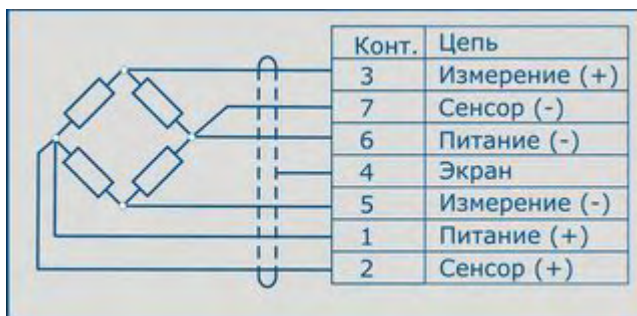 Конт. Цепь
3 Измерение (+)
7 Сенсор (-)
6 Питание (-)
4 Экран
5 Измерение (-)
1 Питание (+)
2 Сенсор (+)